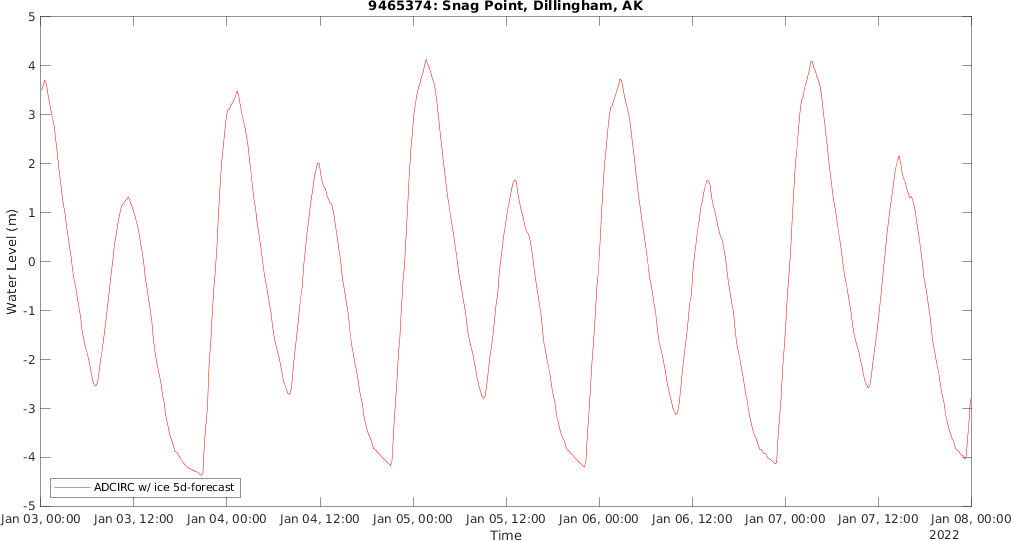 9465374: Snag Point, Dillingham, AK
5
4
3
2
1
0
-1
-2
-3
-4
-5
Water Level (m)
ADCIRC w/ ice 5d-forecast
Jan 03, 00:00 Jan 03, 12:00 Jan 04, 00:00 Jan 04, 12:00 Jan 05, 00:00 Jan 05, 12:00 Jan 06, 00:00 Jan 06, 12:00 Jan 07, 00:00 Jan 07, 12:00 Jan 08, 00:00
Time
2022